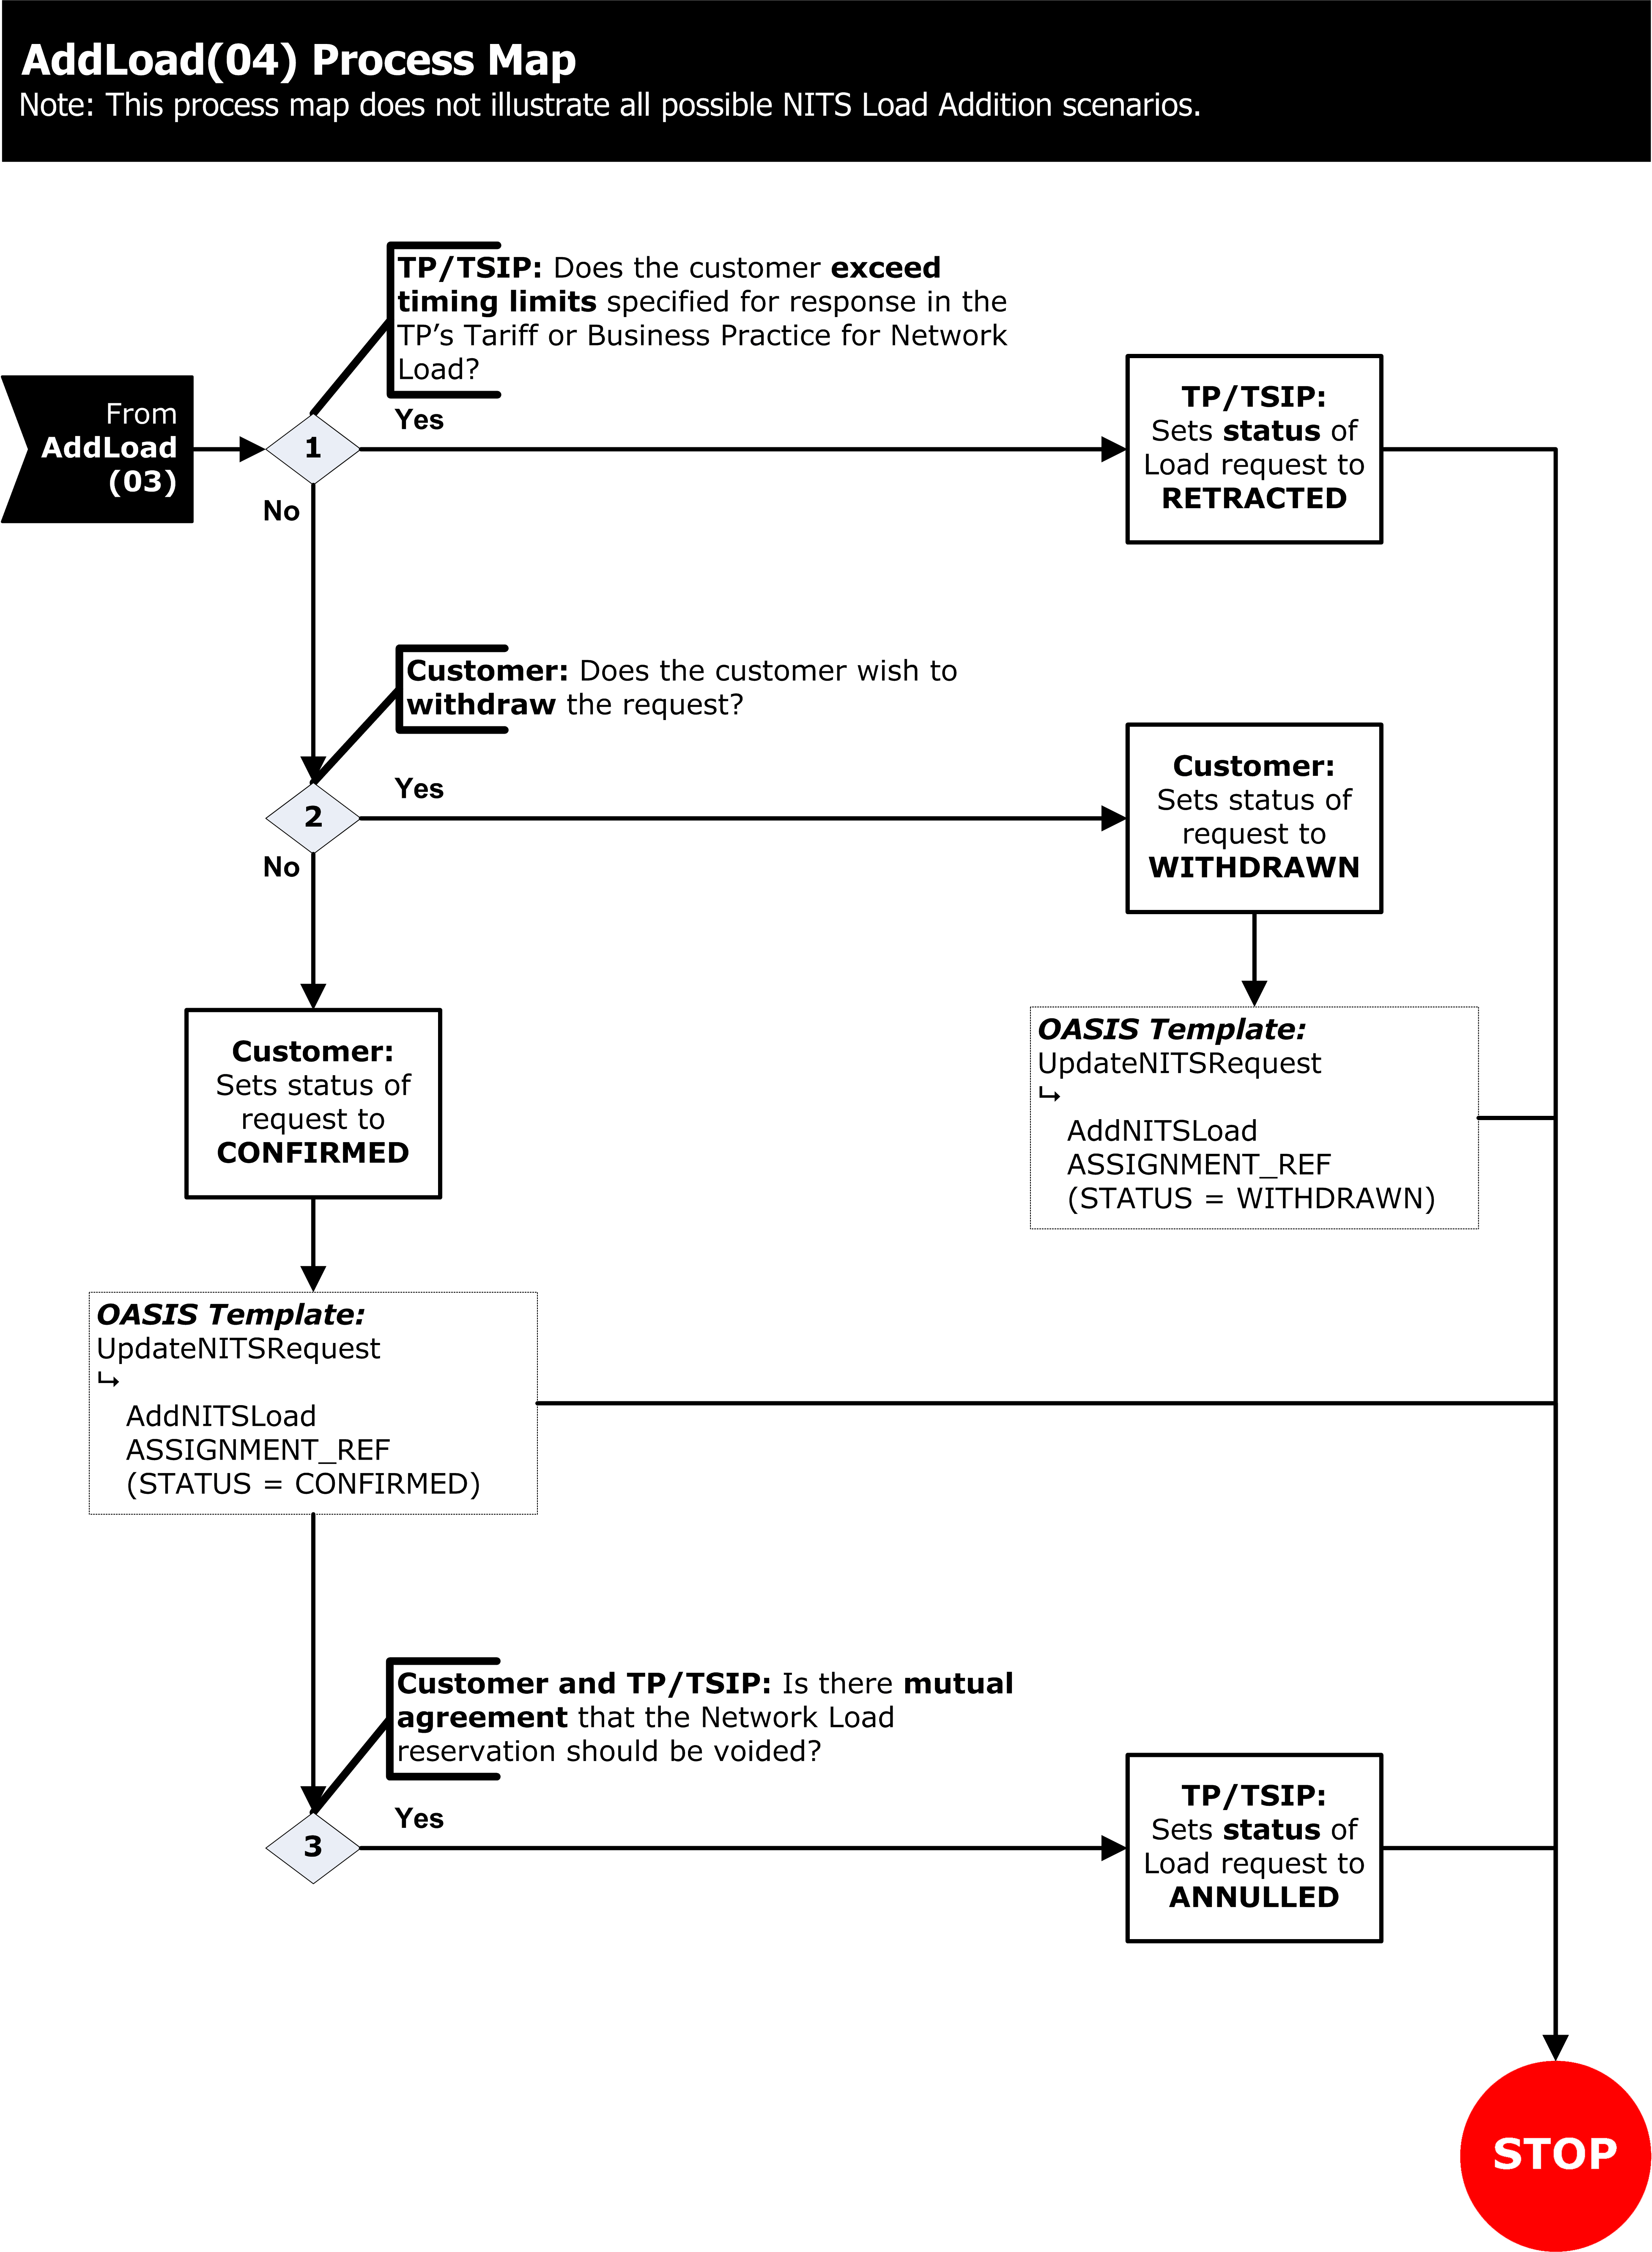 AddLoad(04) Process Map
Note: This process map does not illustrate all possible NITS Load Addition scenarios.
TP/TSIP: Does the customer exceed
timing limits specified for response in the
TP’s Tariff or Business Practice for Network
Load?
From
AddLoad
(03)
1
Yes
No
TP/TSIP:
Sets status of
Load request to
RETRACTED
Customer: Does the customer wish to
withdraw the request?
2
Yes
No
Customer:
Sets status of
request to
WITHDRAWN
OASIS Template:
UpdateNITSRequest
↳
AddNITSLoad
ASSIGNMENT_REF
(STATUS = WITHDRAWN)
Customer:
Sets status of
request to
CONFIRMED
OASIS Template:
UpdateNITSRequest
↳
AddNITSLoad
ASSIGNMENT_REF
(STATUS = CONFIRMED)
Customer and TP/TSIP: Is there mutual
agreement that the Network Load
reservation should be voided?
3
Yes
TP/TSIP:
Sets status of
Load request to
ANNULLED
STOP